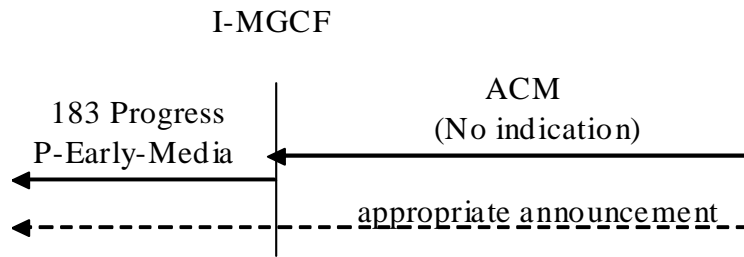 I-MGCF
183 Progress
P-Early-Media
ACM
(No indication)
appropriate announcement